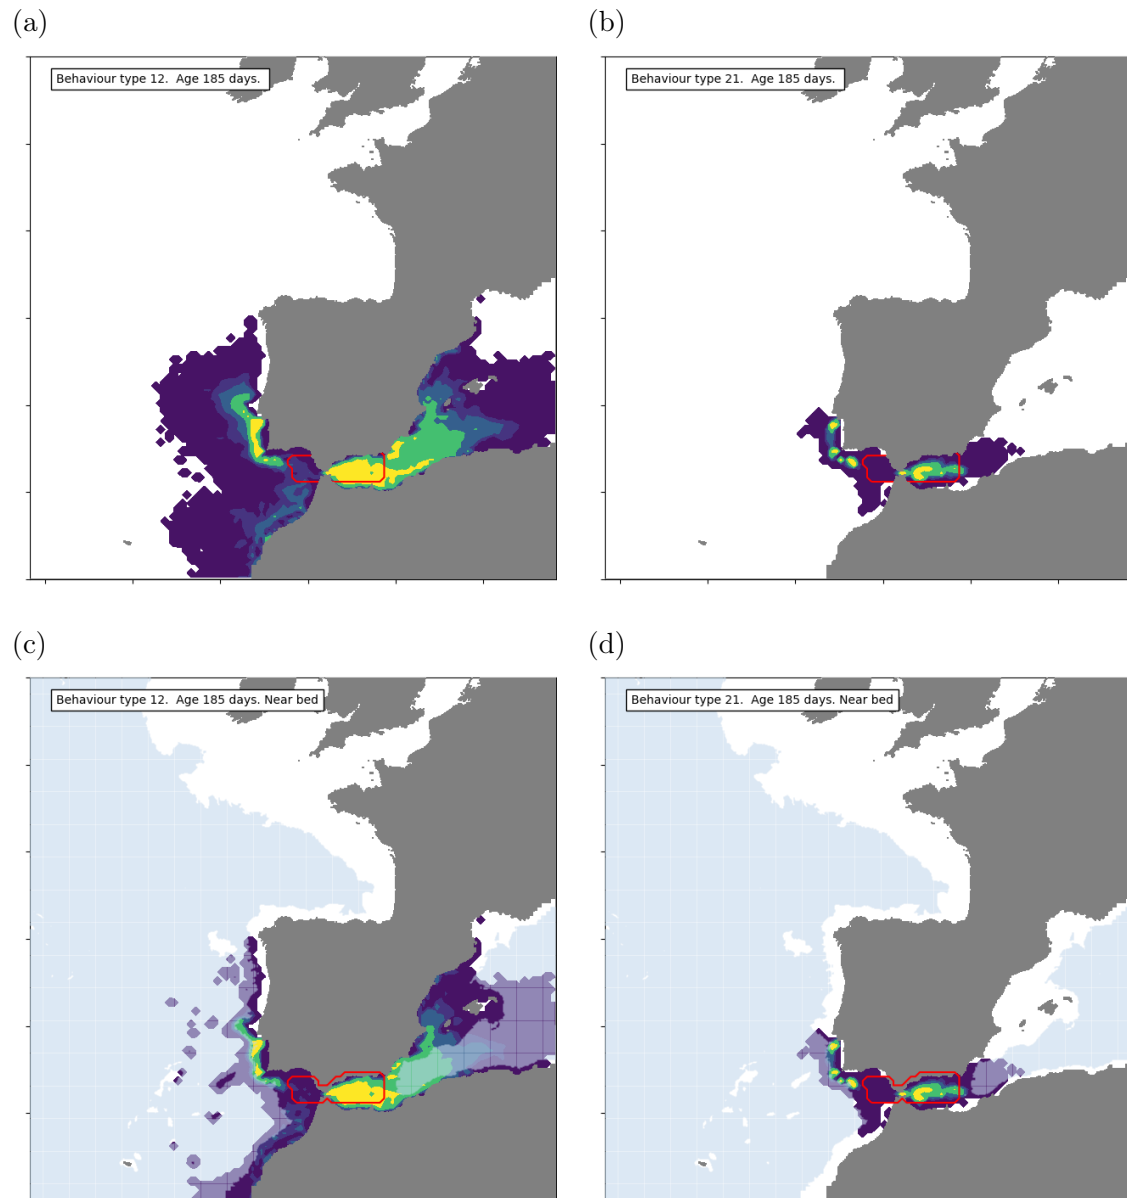 (a)
(b)
Behaviour type 12. Age 185 days.
Behaviour type 21. Age 185 days.
(c)
(d)
Behaviour type 12. Age 185 days. Near bed
Behaviour type 21. Age 185 days. Near bed